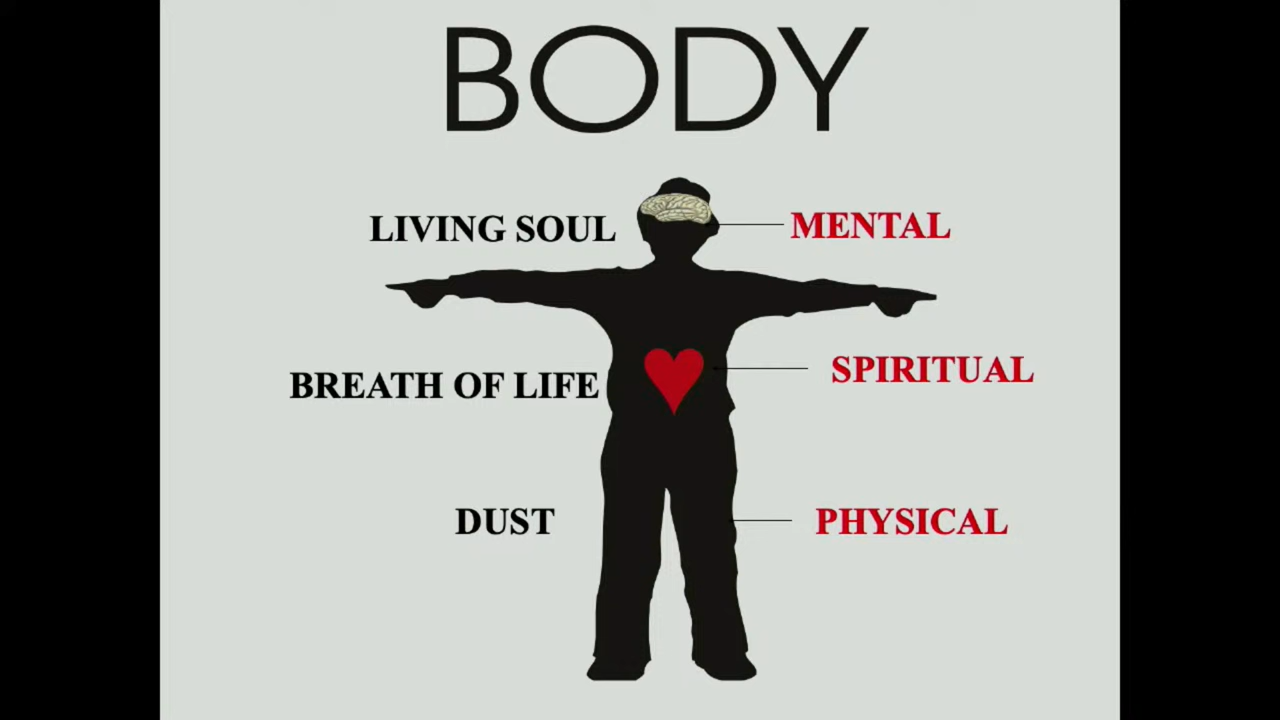 BODY
LIVING SOUL
MENTAL
BREATH OF LIFE
SPIRITUAL
DUST
PHYSICAL